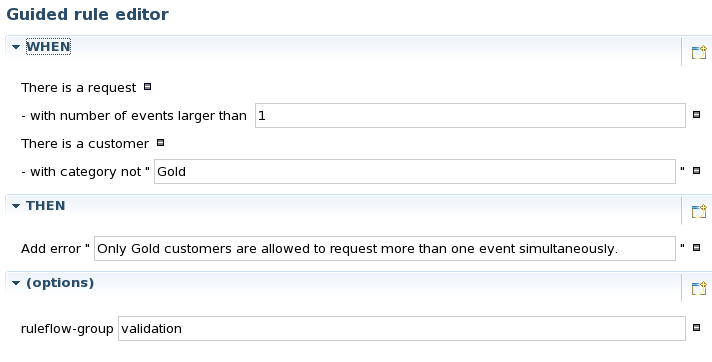 Guided rule editor
WHEN
There is a request
- with number of events larger than 1
There is a customer
- with category not " Gold "
THEN
Add error " Only Gold customers are allowed to request more than one event simultaneously. "
(options)
ruleflow-group validation